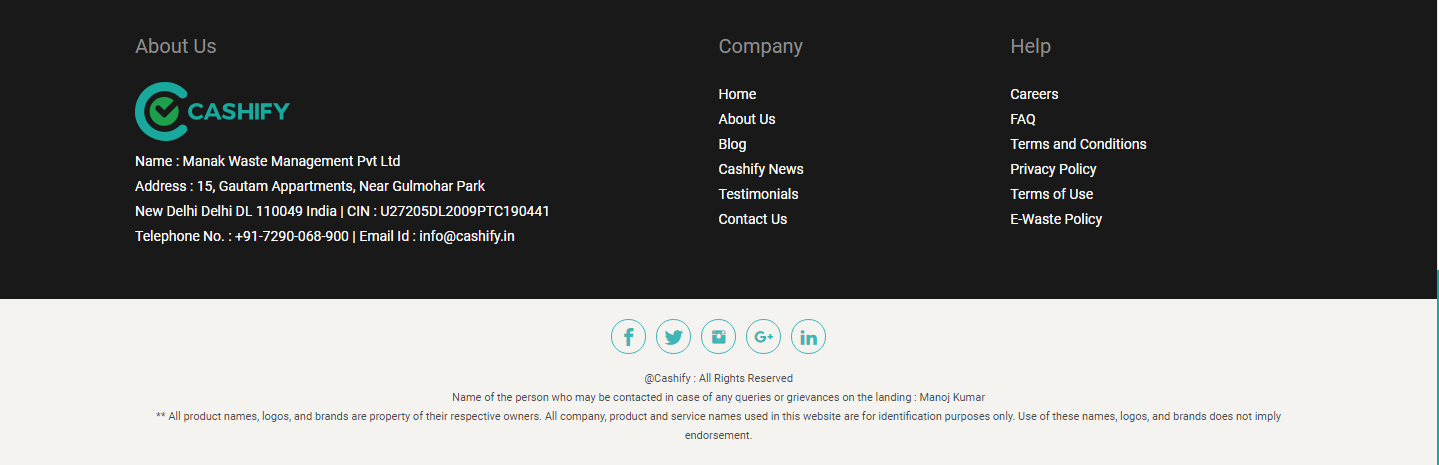 About Us
CASHIFY
Name : Manak Waste Management Pvt Ltd
Address : 15, Gautam Appartments, Near Gulmohar Park
New Delhi Delhi DL 110049 India | CIN : U27205DL2009PTC190441
Telephone No. : +91-7290-068-900 | Email Id : info@cashify.in
Company
Home
About Us
Blog
Cashify News
Testimonials
Contact Us
Help
Careers
FAQ
Terms and Conditions
Privacy Policy
Terms of Use
E-Waste Policy
@Cashify : All Rights Reserved
Name of the person who may be contacted in case of any queries or grievances on the landing : Manoj Kumar
** All product names, logos, and brands are property of their respective owners. All company, product and service names used in this website are for identification purposes only. Use of these names, logos, and brands does not imply
endorsement.